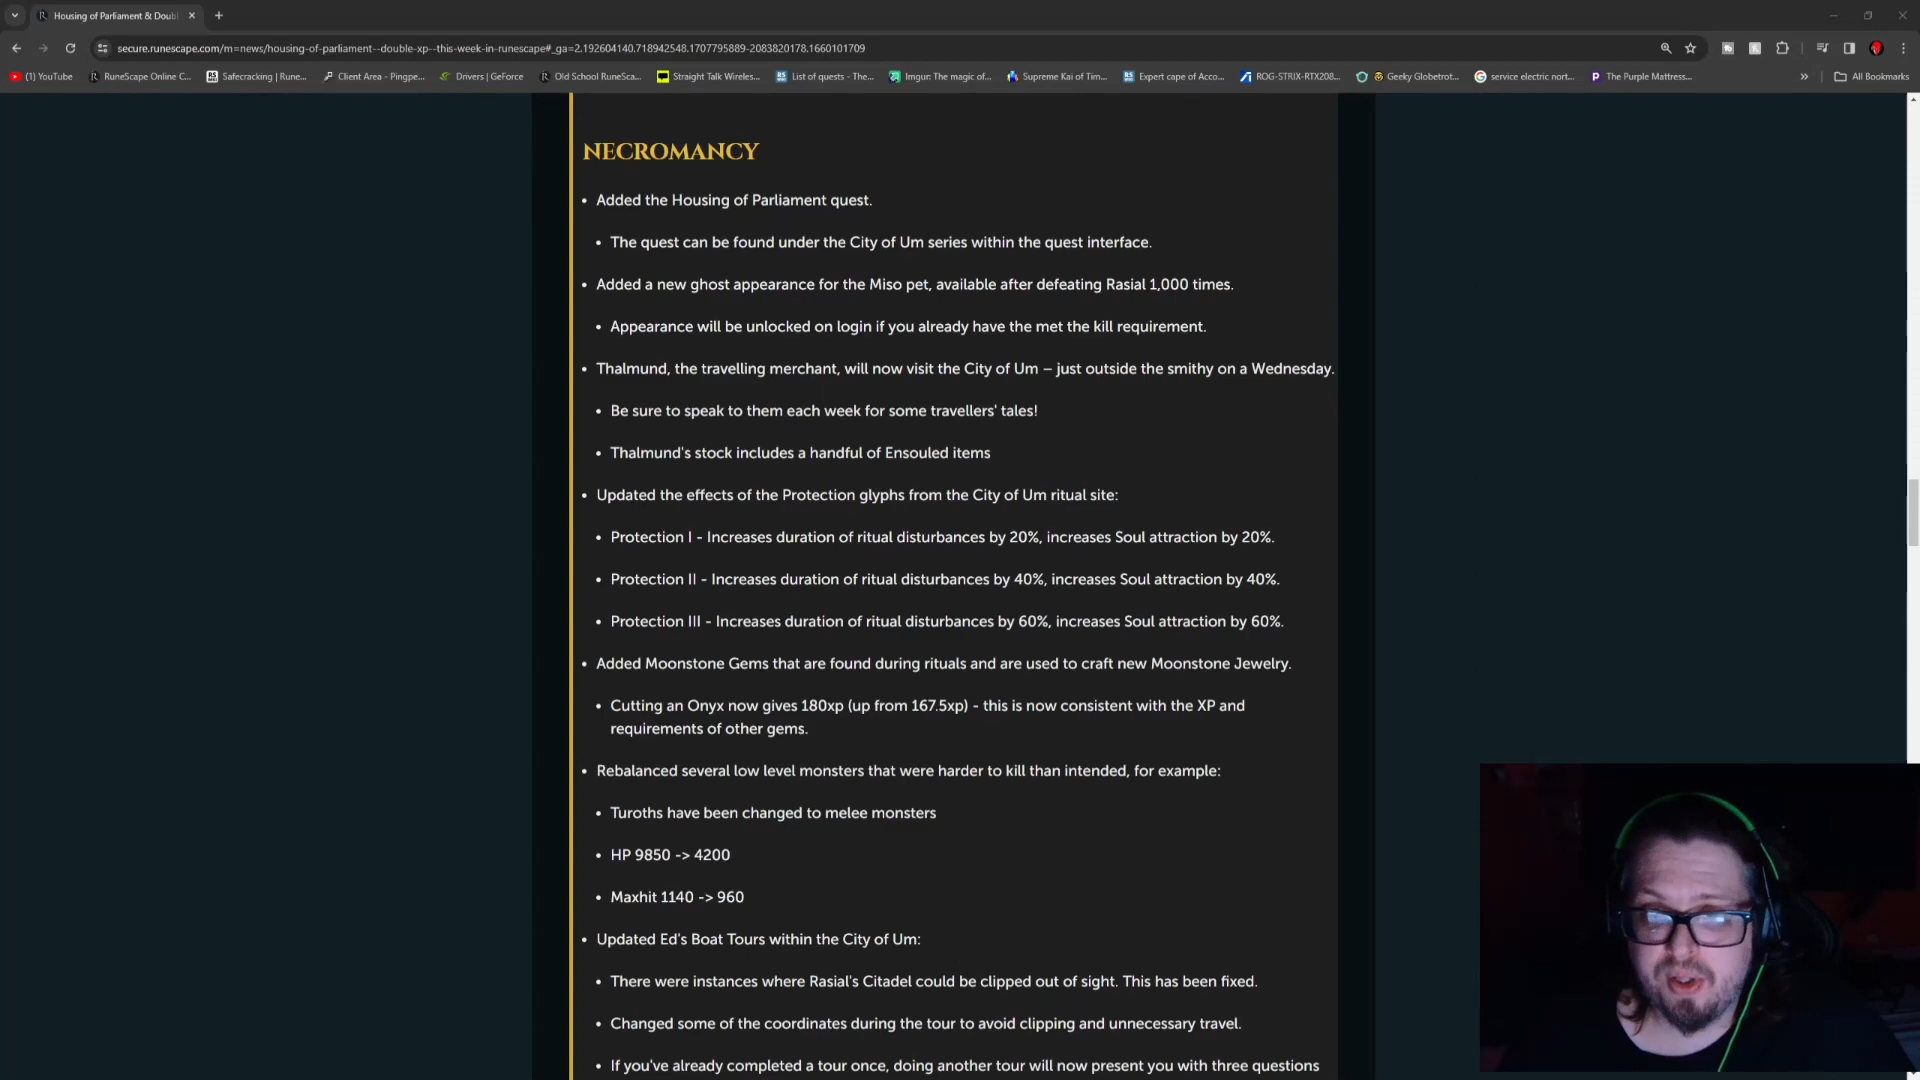 Housing of Parliament & Doubl
secure.runescape.com/m=news/housing-of-parliament--double-xp--this-week-in-runescape#_ga=2.192604140.718942548.1707795889-2083820178.1660101709
(1) YouTube
RuneScape Online C...
Safecracking | Rune...
Client Area - Pingpe...
Drivers | GeForce
Old School RuneSca...
Straight Talk Wireles...
List of quests - The...
Imgur: The magic of...
Supreme Kai of Tim...
Expert cape of Acco...
ROG-STRIX-RTX208...
Geeky Globetrot...
service electric nort...
The Purple Mattress...
All Bookmarks
NECROMANCY
• Added the Housing of Parliament quest.
• The quest can be found under the City of Um series within the quest interface.
• Added a new ghost appearance for the Miso pet, available after defeating Rasial 1,000 times.
• Appearance will be unlocked on login if you already have the met the kill requirement.
• Thalmund, the travelling merchant, will now visit the City of Um – just outside the smithy on a Wednesday.
• Be sure to speak to them each week for some travellers' tales!
• Thalmund's stock includes a handful of Ensouled items
• Updated the effects of the Protection glyphs from the City of Um ritual site:
• Protection I - Increases duration of ritual disturbances by 20%, increases Soul attraction by 20%.
• Protection II - Increases duration of ritual disturbances by 40%, increases Soul attraction by 40%.
• Protection III - Increases duration of ritual disturbances by 60%, increases Soul attraction by 60%.
• Added Moonstone Gems that are found during rituals and are used to craft new Moonstone Jewelry.
• Cutting an Onyx now gives 180xp (up from 167.5xp) - this is now consistent with the XP and
requirements of other gems.
• Rebalanced several low level monsters that were harder to kill than intended, for example:
• Turoths have been changed to melee monsters
• HP 9850 -> 4200
• Maxhit 1140 -> 960
• Updated Ed's Boat Tours within the City of Um:
• There were instances where Rasial's Citadel could be clipped out of sight. This has been fixed.
• Changed some of the coordinates during the tour to avoid clipping and unnecessary travel.
• If you've already completed a tour once, doing another tour will now present you with three questions